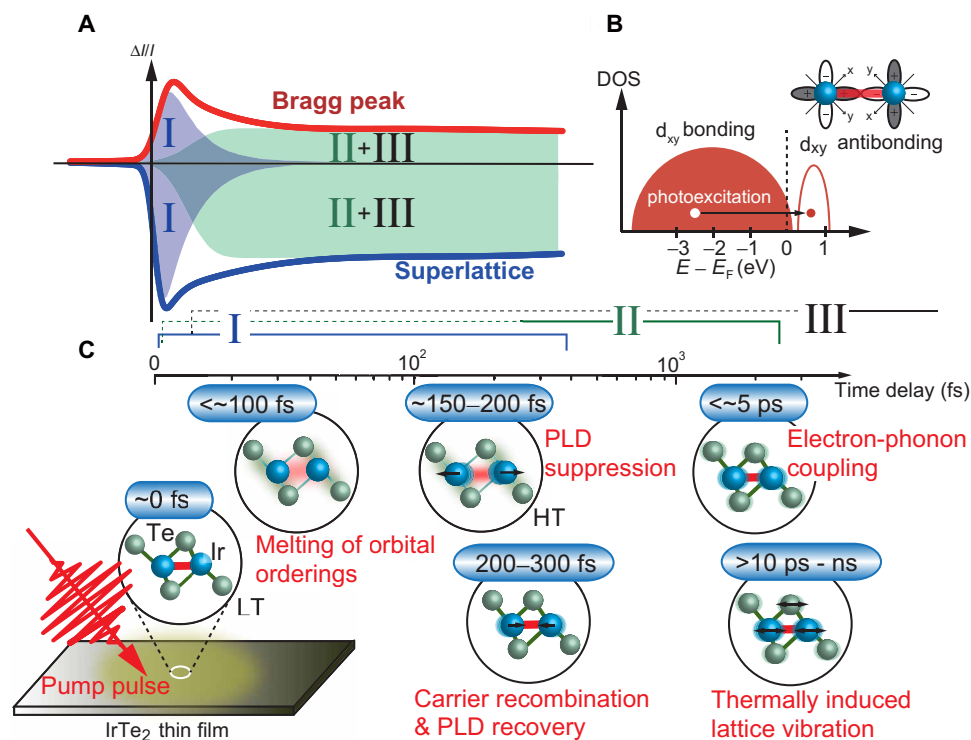 A
ΔI/I
Bragg peak
I
II+III
I
II+III
Superlattice
B
DOS
x y
y x
+ − + − + −
antibonding
d_xy bonding
d_xy
photoexcitation
−3 −2 −1 0 1
E − E_F (eV)
I
II
III
C
0 10² 10³
Time delay (fs)
<~100 fs
~150–200 fs
<~5 ps
PLD
suppression
Electron-phonon
coupling
HT
~0 fs
Te
Ir
LT
Melting of orbital
orderings
200–300 fs
>10 ps - ns
Pump pulse
Carrier recombination
& PLD recovery
Thermally induced
lattice vibration
IrTe₂ thin film